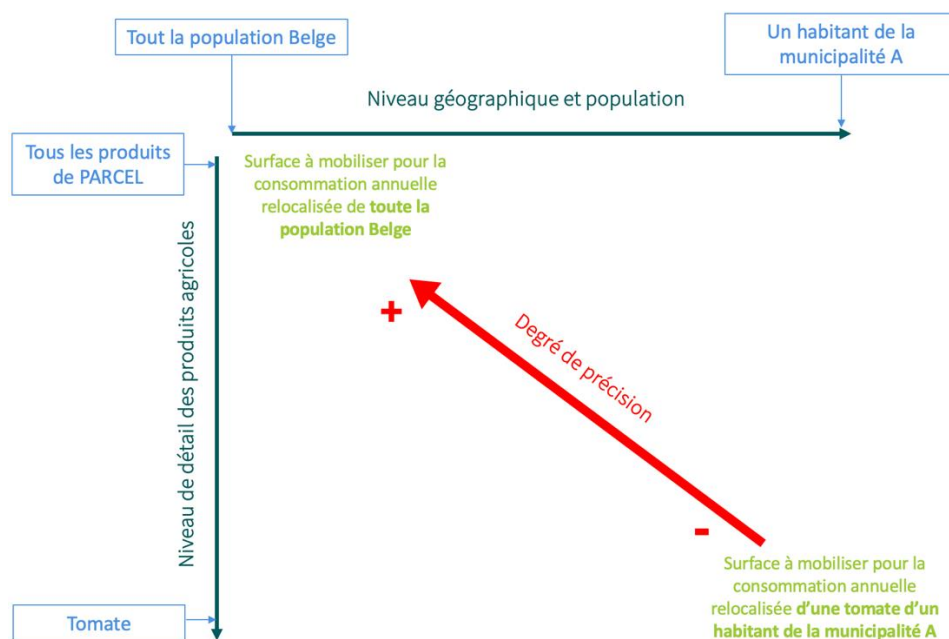 Tout la population Belge
Un habitant de la
municipalité A
Niveau géographique et population
Tous les produits
de PARCEL
Surface à mobiliser pour la
consommation annuelle
relocalisée de toute la
population Belge
Niveau de détail des produits agricoles
+
Degré de précision
-
Surface à mobiliser pour la
consommation annuelle
relocalisée d’une tomate d’un
habitant de la municipalité A
Tomate